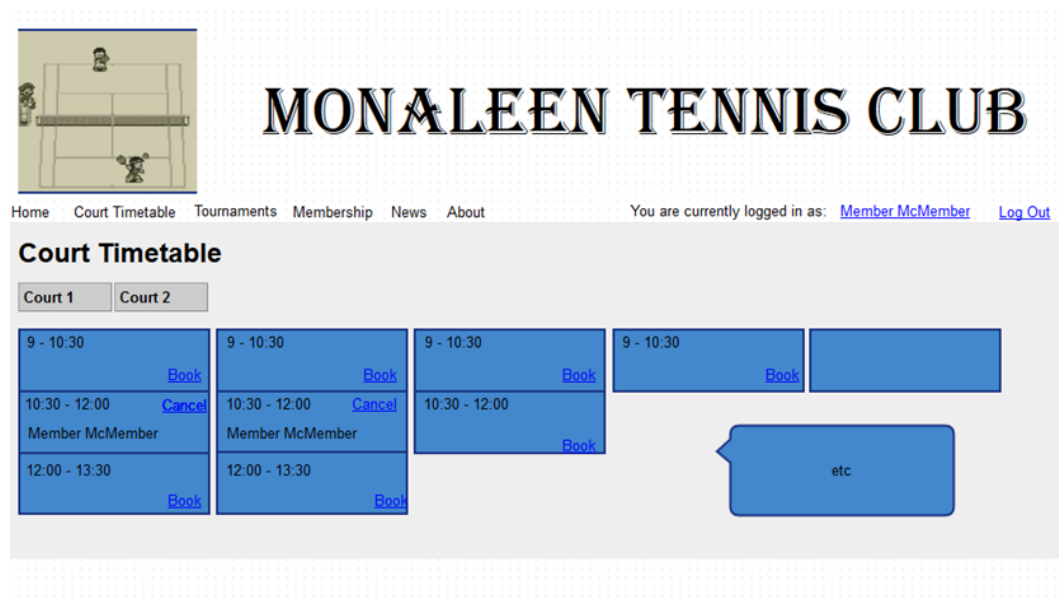 MONALEEN TENNIS CLUB
Home Court Timetable Tournaments Membership News About You are currently logged in as: Member McMember Log Out
Court Timetable
Court 1 Court 2
9 - 10:30 9 - 10:30 9 - 10:30 9 - 10:30
Book Book Book Book
10:30 - 12:00 Cancel 10:30 - 12:00 Cancel 10:30 - 12:00
Member McMember Member McMember
Book
12:00 - 13:30 12:00 - 13:30 etc
Book Book